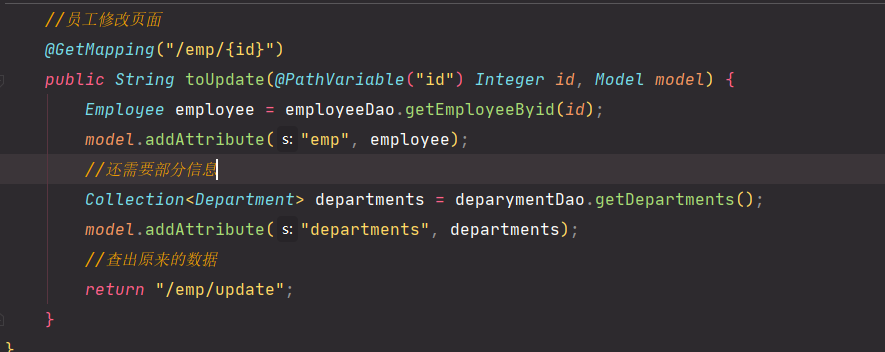 //员工修改页面
@GetMapping("/emp/{id}")
public String toUpdate(@PathVariable("id") Integer id, Model model) {
Employee employee = employeeDao.getEmployeeByid(id);
model.addAttribute( s: "emp", employee);
//还需要部分信息
Collection<Department> departments = deparymentDao.getDepartments();
model.addAttribute( s: "departments", departments);
//查出原来的数据
return "/emp/update";
}
}